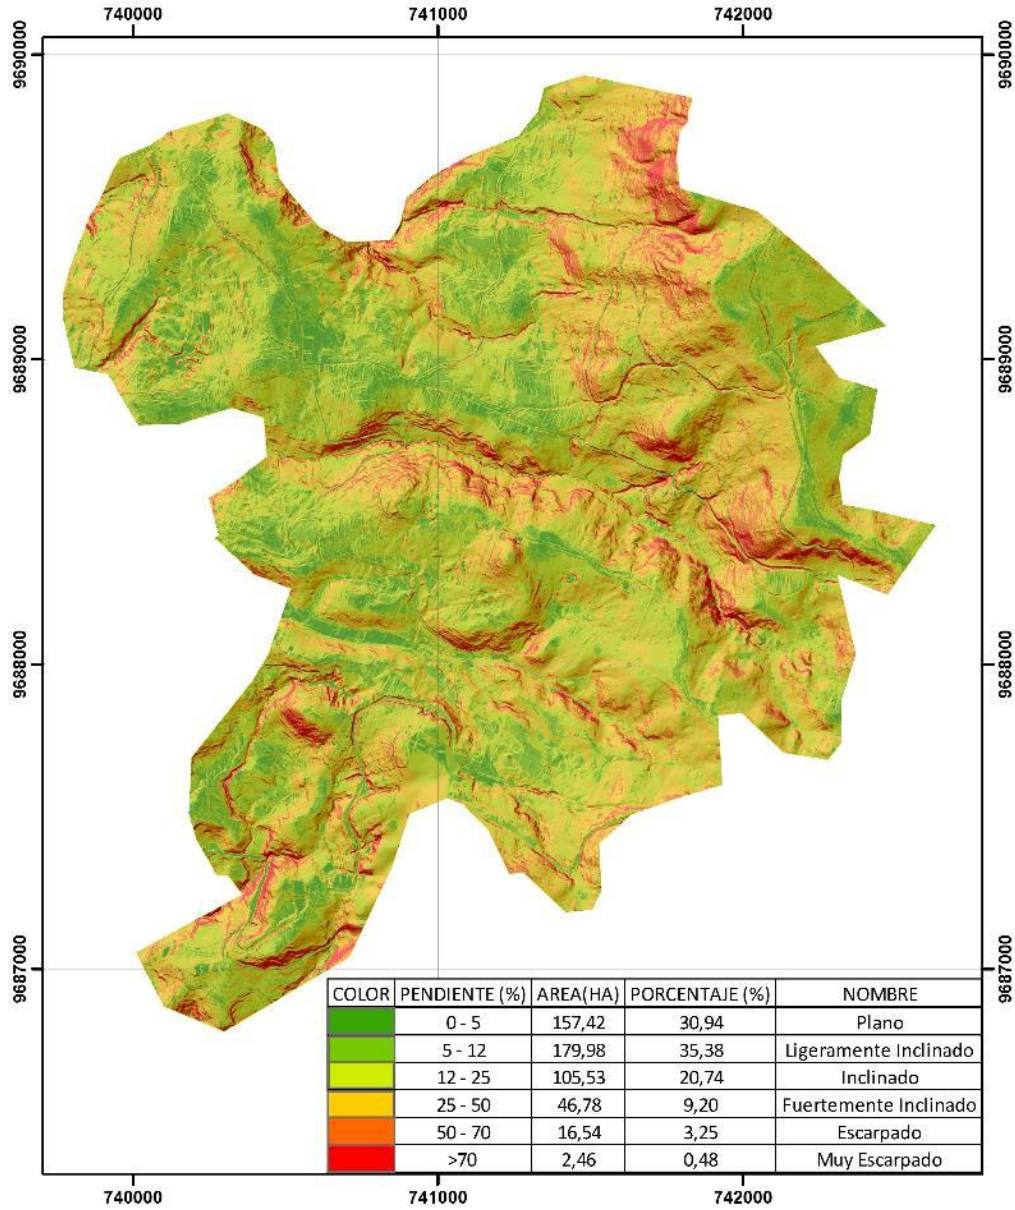 740000 741000 742000
9690000 9690000
9689000 9689000
9688000 9688000
9687000 9687000
COLOR PENDIENTE (%) AREA(HA) PORCENTAJE (%) NOMBRE
0 - 5 157,42 30,94 Plano
5 - 12 179,98 35,38 Ligeramente Inclinado
12 - 25 105,53 20,74 Inclinado
25 - 50 46,78 9,20 Fuertemente Inclinado
50 - 70 16,54 3,25 Escarpado
>70 2,46 0,48 Muy Escarpado
740000 741000 742000